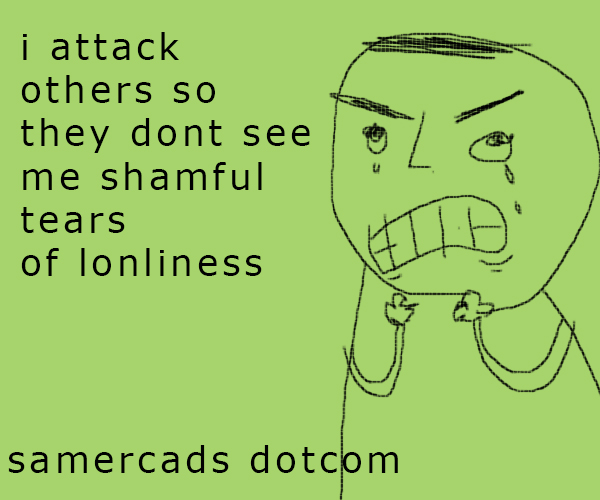 i attack
others so
they dont see
me shamful
tears
of lonliness
samercads dotcom